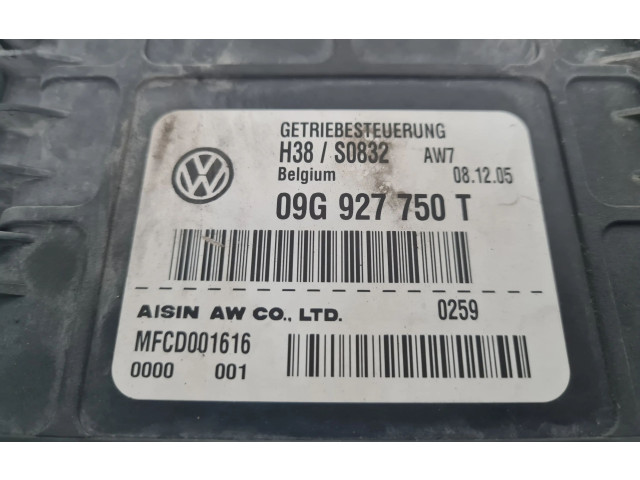 GETRIEBESTEUERUNG
H38 / S0832 AW7
Belgium 08.12.05
09G 927 750 T
AISIN AW CO., LTD. 0259
MFCD001616
0000 001